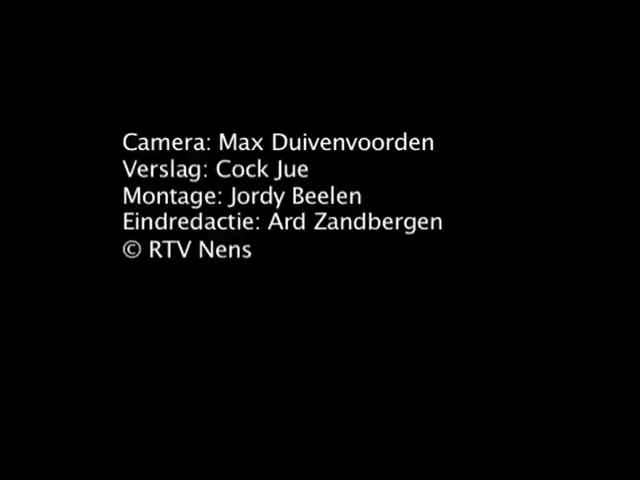 Camera: Max Duivenvoorden
Verslag: Cock Jue
Montage: Jordy Beelen
Eindredactie: Ard Zandbergen
© RTV Nens